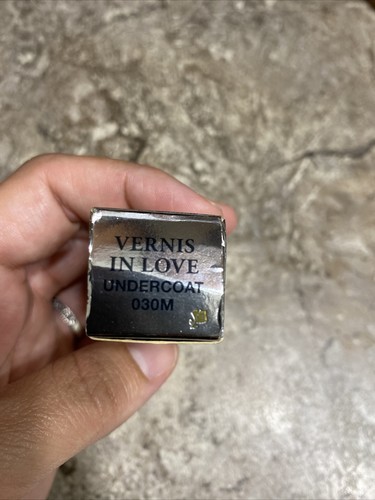 VERNIS
IN LOVE
UNDERCOAT
030M